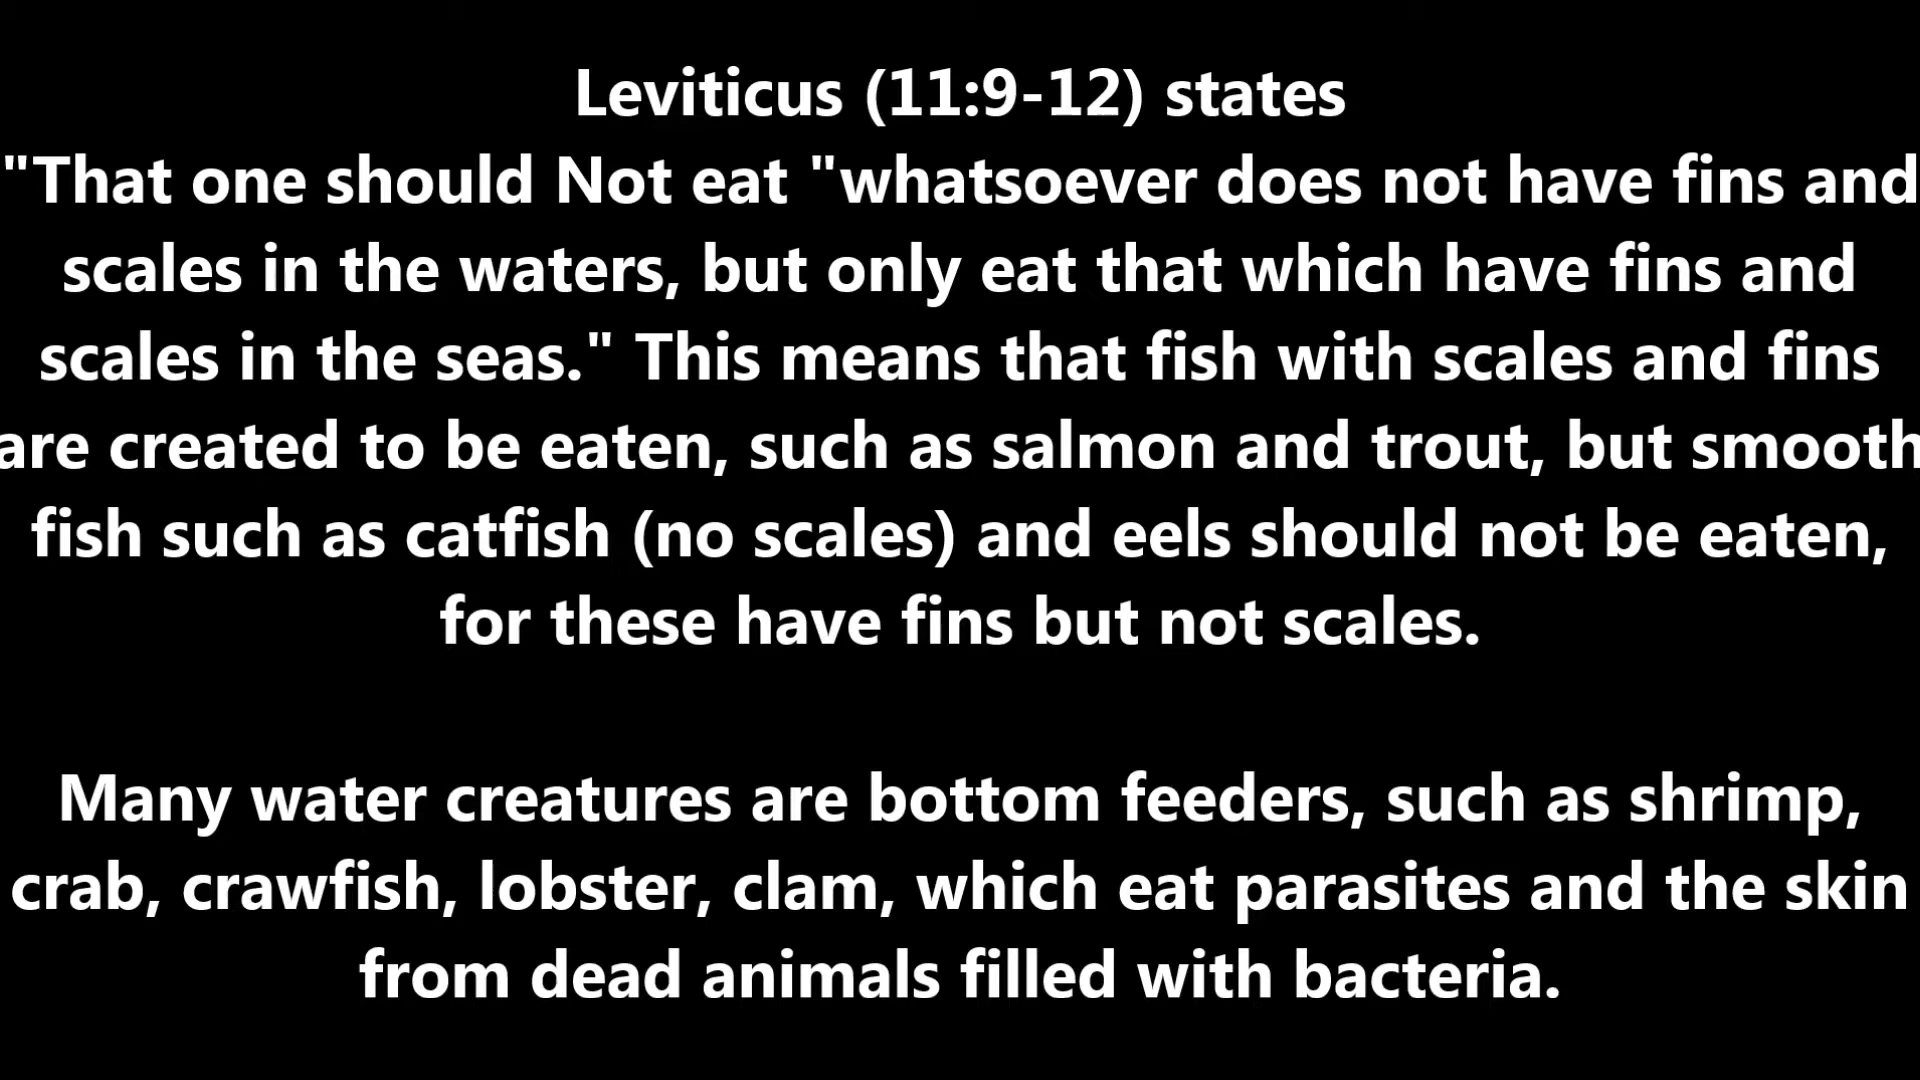 Leviticus (11:9-12) states
"That one should Not eat "whatsoever does not have fins and
scales in the waters, but only eat that which have fins and
scales in the seas." This means that fish with scales and fins
are created to be eaten, such as salmon and trout, but smooth
fish such as catfish (no scales) and eels should not be eaten,
for these have fins but not scales.
Many water creatures are bottom feeders, such as shrimp,
crab, crawfish, lobster, clam, which eat parasites and the skin
from dead animals filled with bacteria.